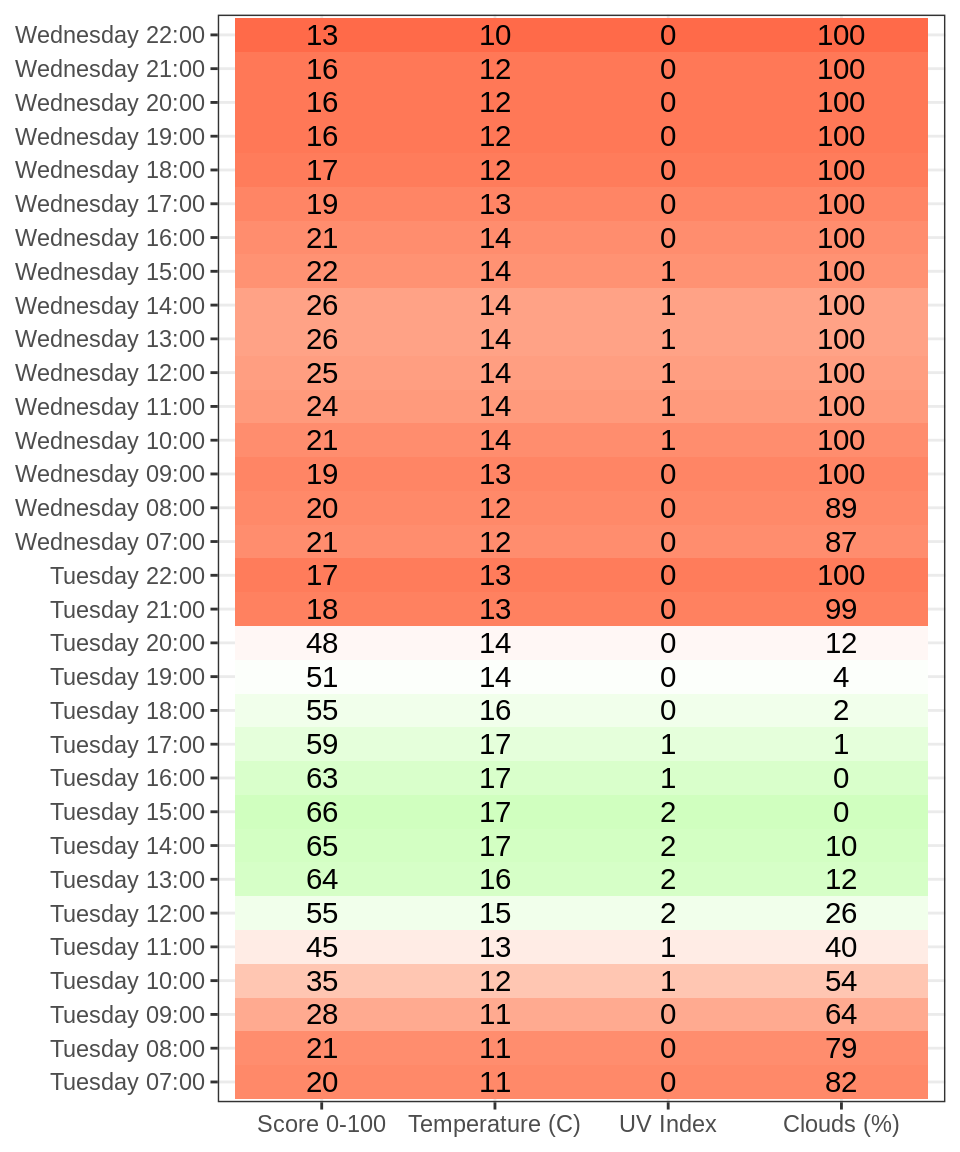 Wednesday 22:00 13 10 0 100
Wednesday 21:00 16 12 0 100
Wednesday 20:00 16 12 0 100
Wednesday 19:00 16 12 0 100
Wednesday 18:00 17 12 0 100
Wednesday 17:00 19 13 0 100
Wednesday 16:00 21 14 0 100
Wednesday 15:00 22 14 1 100
Wednesday 14:00 26 14 1 100
Wednesday 13:00 26 14 1 100
Wednesday 12:00 25 14 1 100
Wednesday 11:00 24 14 1 100
Wednesday 10:00 21 14 1 100
Wednesday 09:00 19 13 0 100
Wednesday 08:00 20 12 0 89
Wednesday 07:00 21 12 0 87
Tuesday 22:00 17 13 0 100
Tuesday 21:00 18 13 0 99
Tuesday 20:00 48 14 0 12
Tuesday 19:00 51 14 0 4
Tuesday 18:00 55 16 0 2
Tuesday 17:00 59 17 1 1
Tuesday 16:00 63 17 1 0
Tuesday 15:00 66 17 2 0
Tuesday 14:00 65 17 2 10
Tuesday 13:00 64 16 2 12
Tuesday 12:00 55 15 2 26
Tuesday 11:00 45 13 1 40
Tuesday 10:00 35 12 1 54
Tuesday 09:00 28 11 0 64
Tuesday 08:00 21 11 0 79
Tuesday 07:00 20 11 0 82
Score 0-100 Temperature (C) UV Index Clouds (%)